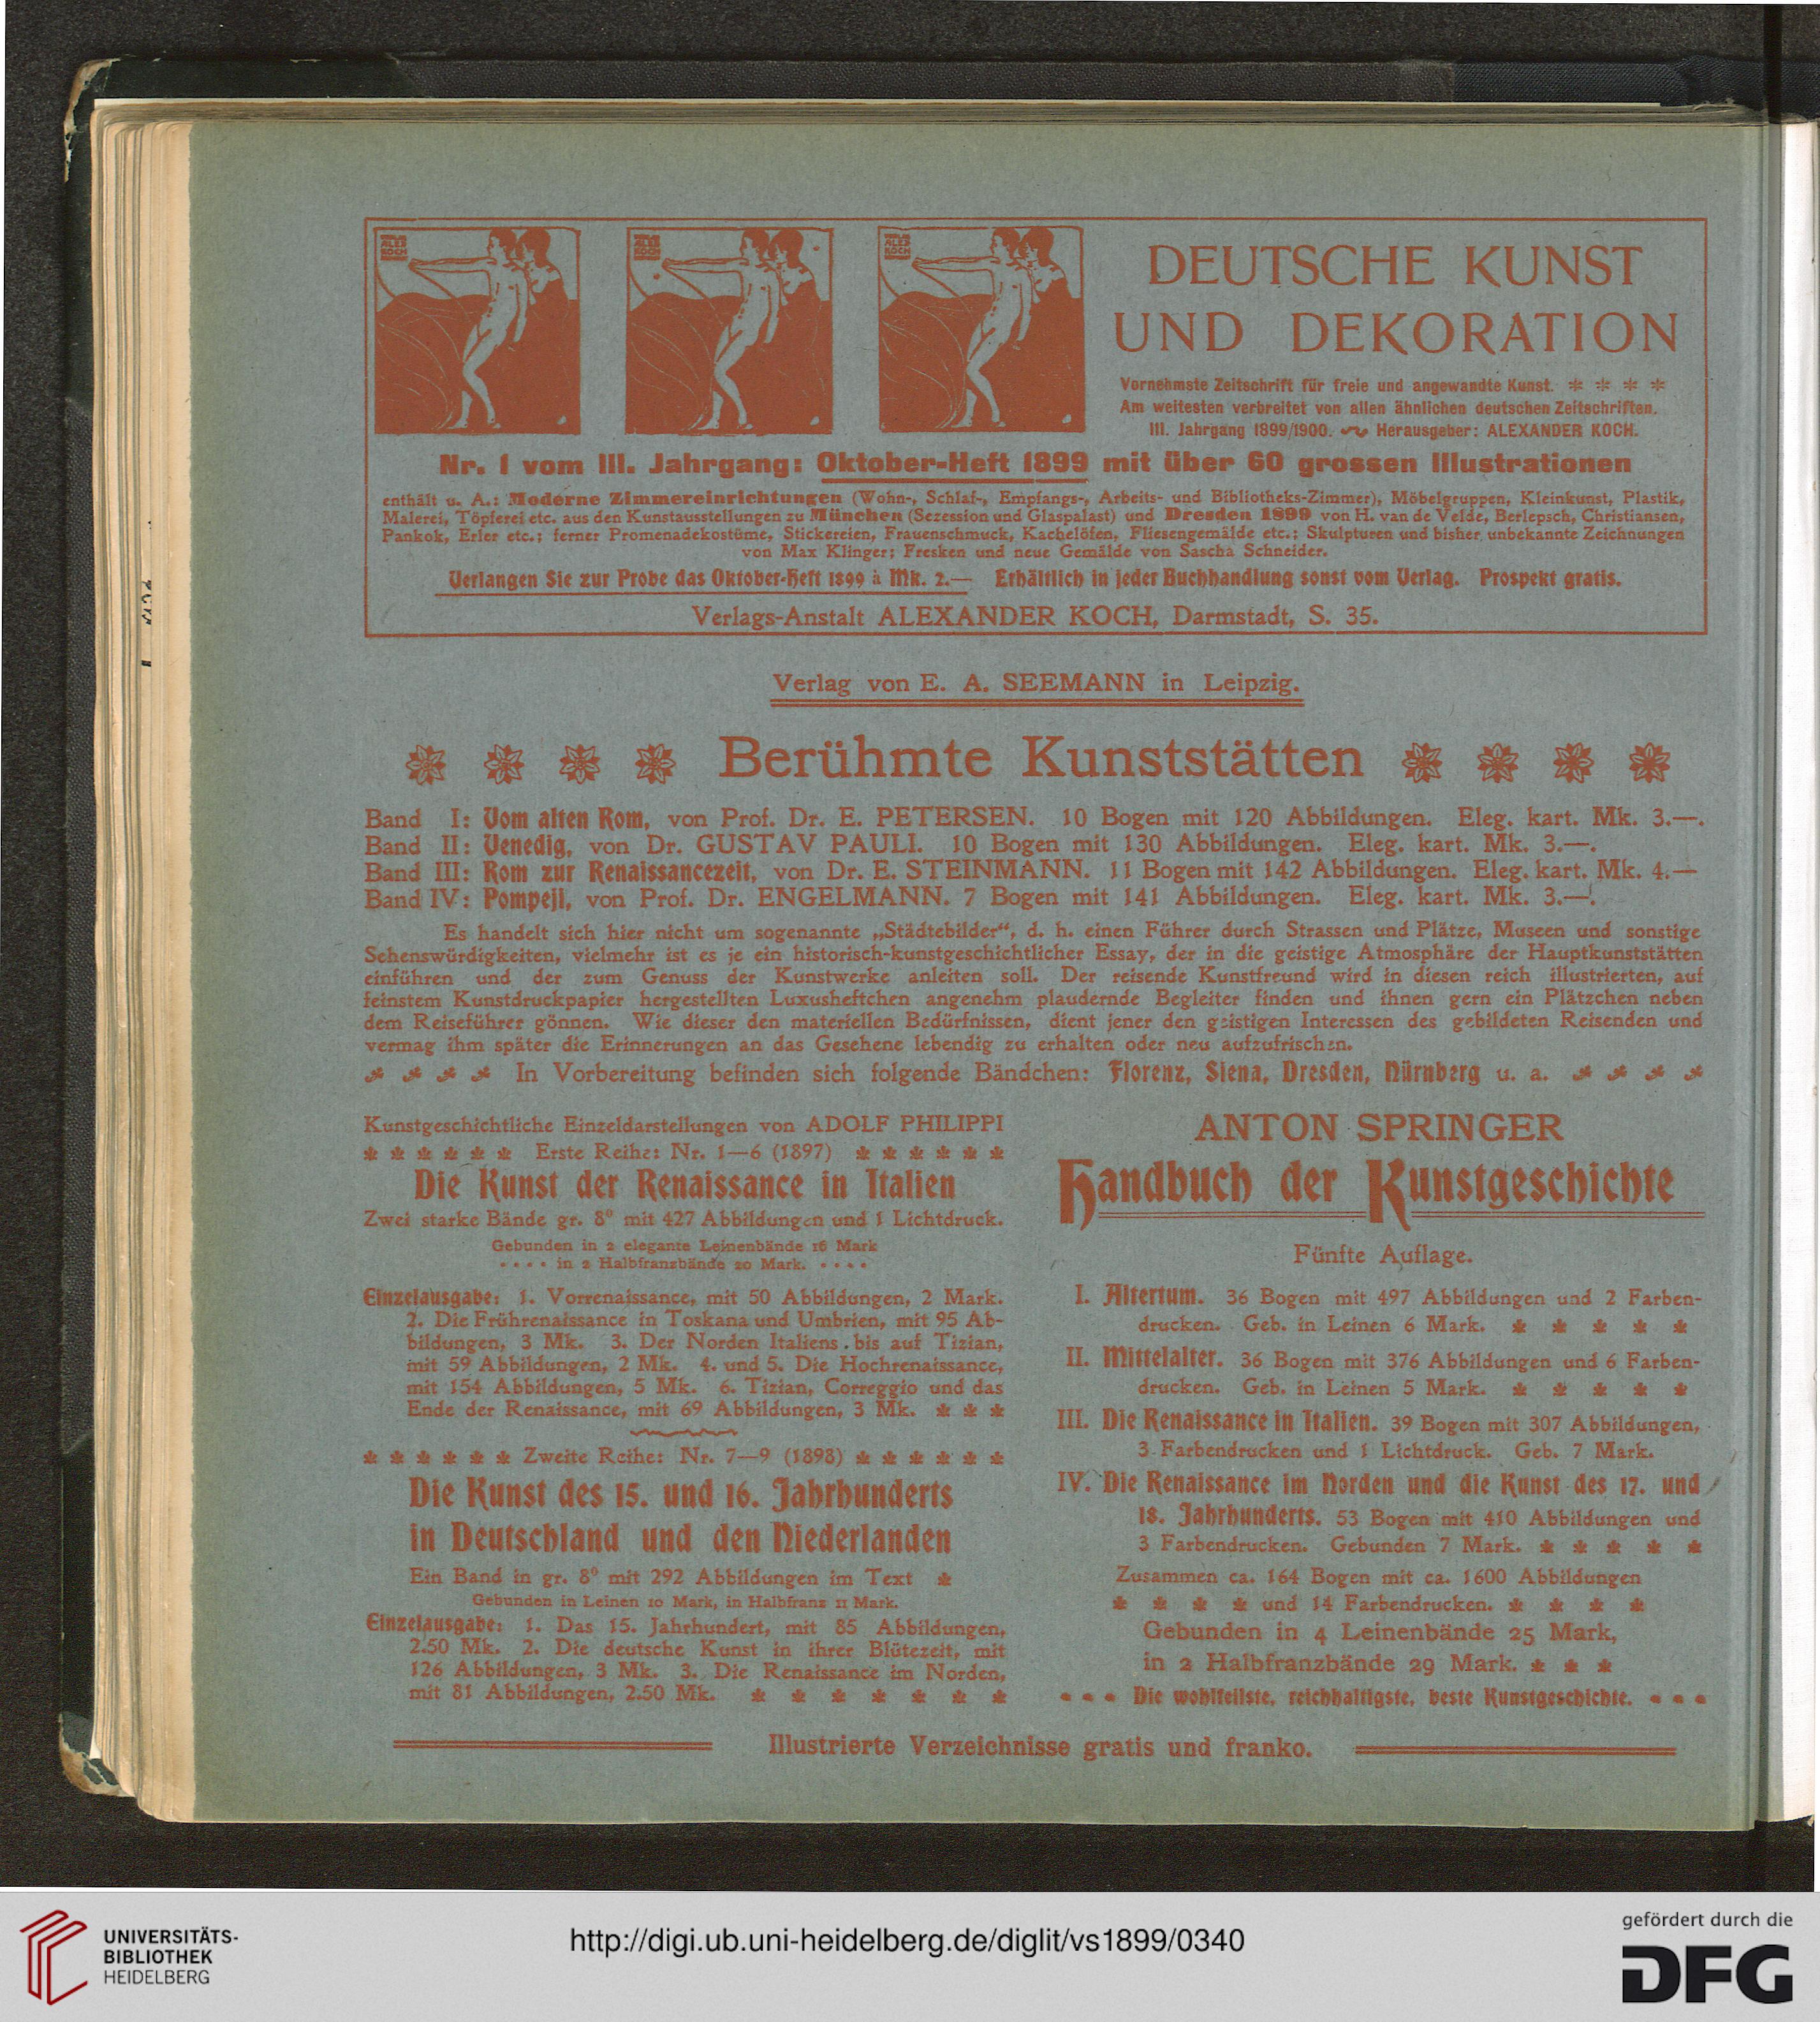 VERLAG ALEX KOCH
VERLAG ALEX KOCH
VERLAG ALEX KOCH
DEUTSCHE KUNST
UND DEKORATION
Vornehmste Zeitschrift für freie und angewandte Kunst.
Am weitesten verbreitet von allen ähnlichen deutschen Zeitschriften.
III. Jahrgang 1899/1900. Herausgeber: ALEXANDER KOCH.
Nr. 1 vom III. Jahrgang: Oktober-Heft 1899 mit über 60 grossen Illustrationen
enthält u. A.: Moderne Zimmereinrichtungen (Wohn-, Schlaf-, Empfangs-, Arbeits- und Bibliotheks-Zimmer), Möbelgruppen, Kleinkunst, Plastik,
Malerei, Töpferei etc. aus den Kunstausstellungen zu München (Sezession und Glaspalast) und Dresden 1899 von H. van de Velde, Berlepsch, Christiansen,
Pankok, Erler etc.; ferner Promenadekostüme, Stickereien, Frauenschmuck, Kachelöfen, Fliesengemälde etc.; Skulpturen und bisher unbekannte Zeichnungen
von Max Klinger; Fresken und neue Gemälde von Sascha Schneider.
Verlangen Sie zur Probe das Oktober-Heft 1899 à Mk. 2.— Erhältlich in jeder Buchhandlung sonst vom Verlag. Prospekt gratis.
Verlags-Anstalt ALEXANDER KOCH, Darmstadt, S. 35.
Verlag von E. A. SEEMANN in Leipzig.
Berühmte Kunststätten
Band I: Vom alten Rom, von Prof. Dr. E. PETERSEN. 10 Bogen mit 120 Abbildungen. Eleg. kart. Mk. 3.—.
Band II: Venedig, von Dr. GUSTAV PAULI. 10 Bogen mit 130 Abbildungen. Eleg. kart. Mk. 3.—.
Band III: Rom zur Renaissancezeit, von Dr. E. STEINMANN. 11 Bogen mit 142 Abbildungen. Eleg. kart. Mk. 4.—
Band IV: Pompeji, von Prof. Dr. ENGELMANN. 7 Bogen mit 141 Abbildungen. Eleg. kart. Mk. 3.—.
Es handelt sich hier nicht um sogenannte „Städtebilder“, d. h. einen Führer durch Strassen und Plätze, Museen und sonstige
Sehenswürdigkeiten, vielmehr ist es je ein historisch-kunstgeschichtlicher Essay, der in die geistige Atmosphäre der Hauptkunststätten
einführen und der zum Genuss der Kunstwerke anleiten soll. Der reisende Kunstfreund wird in diesen reich illustrierten, auf
feinstem Kunstdruckpapier hergestellten Luxusheftchen angenehm plaudernde Begleiter finden und ihnen gern ein Plätzchen neben
dem Reiseführer gönnen. Wie dieser den materiellen Bedürfnissen, dient jener den geistigen Interessen des gebildeten Reisenden und
vermag ihm später die Erinnerungen an das Gesehene lebendig zu erhalten oder neu aufzufrischen.
In Vorbereitung befinden sich folgende Bändchen: Florenz, Siena, Dresden, Nürnberg u. a.
Kunstgeschichtliche Einzeldarstellungen von ADOLF PHILIPPI
Erste Reihe: Nr. 1—6 (1897)
Die Kunst der Renaissance in Italien
Zwei starke Bände gr. 8⁰ mit 427 Abbildungen und 1 Lichtdruck.
Gebunden in 2 elegante Leinenbände 16 Mark
in 2 Halbfranzbände 20 Mark.
Einzelausgabe: 1. Vorrenaissance, mit 50 Abbildungen, 2 Mark.
2. Die Frührenaissance in Toskana und Umbrien, mit 95 Ab-
bildungen, 3 Mk. 3. Der Norden Italiens bis auf Tizian,
mit 59 Abbildungen, 2 Mk. 4. und 5. Die Hochrenaissance,
mit 154 Abbildungen, 5 Mk. 6. Tizian, Correggio und das
Ende der Renaissance, mit 69 Abbildungen, 3 Mk.
Zweite Reihe: Nr. 7—9 (1898)
Die Kunst des 15. und 16. Jahrhunderts
in Deutschland und den Niederlanden
Ein Band in gr. 8⁰ mit 292 Abbildungen im Text
Gebunden in Leinen 10 Mark, in Halbfranz 11 Mark.
Einzelausgabe: 1. Das 15. Jahrhundert, mit 85 Abbildungen,
2.50 Mk. 2. Die deutsche Kunst in ihrer Blütezeit, mit
126 Abbildungen, 3 Mk. 3. Die Renaissance im Norden,
mit 81 Abbildungen, 2.50 Mk.
ANTON SPRINGER
Handbuch der Kunstgeschichte
Fünfte Auflage.
I. Altertum. 36 Bogen mit 497 Abbildungen und 2 Farben-
drucken. Geb. in Leinen 6 Mark.
II. Mittelalter. 36 Bogen mit 376 Abbildungen und 6 Farben-
drucken. Geb. in Leinen 5 Mark.
III. Die Renaissance in Italien. 39 Bogen mit 307 Abbildungen,
3 Farbendrucken und 1 Lichtdruck. Geb. 7 Mark.
IV. Die Renaissance im Norden und die Kunst des 17. und
18. Jahrhunderts. 53 Bogen mit 410 Abbildungen und
3 Farbendrucken. Gebunden 7 Mark.
Zusammen ca. 164 Bogen mit ca. 1600 Abbildungen
und 14 Farbendrucken.
Gebunden in 4 Leinenbände 25 Mark,
in 2 Halbfranzbände 29 Mark.
Die wohlfeilste, reichhaltigste, beste Kunstgeschichte.
Illustrierte Verzeichnisse gratis und franko.
UNIVERSITÄTS-
BIBLIOTHEK
HEIDELBERG
http://digi.ub.uni-heidelberg.de/diglit/vs1899/0340
gefördert durch die
DFG